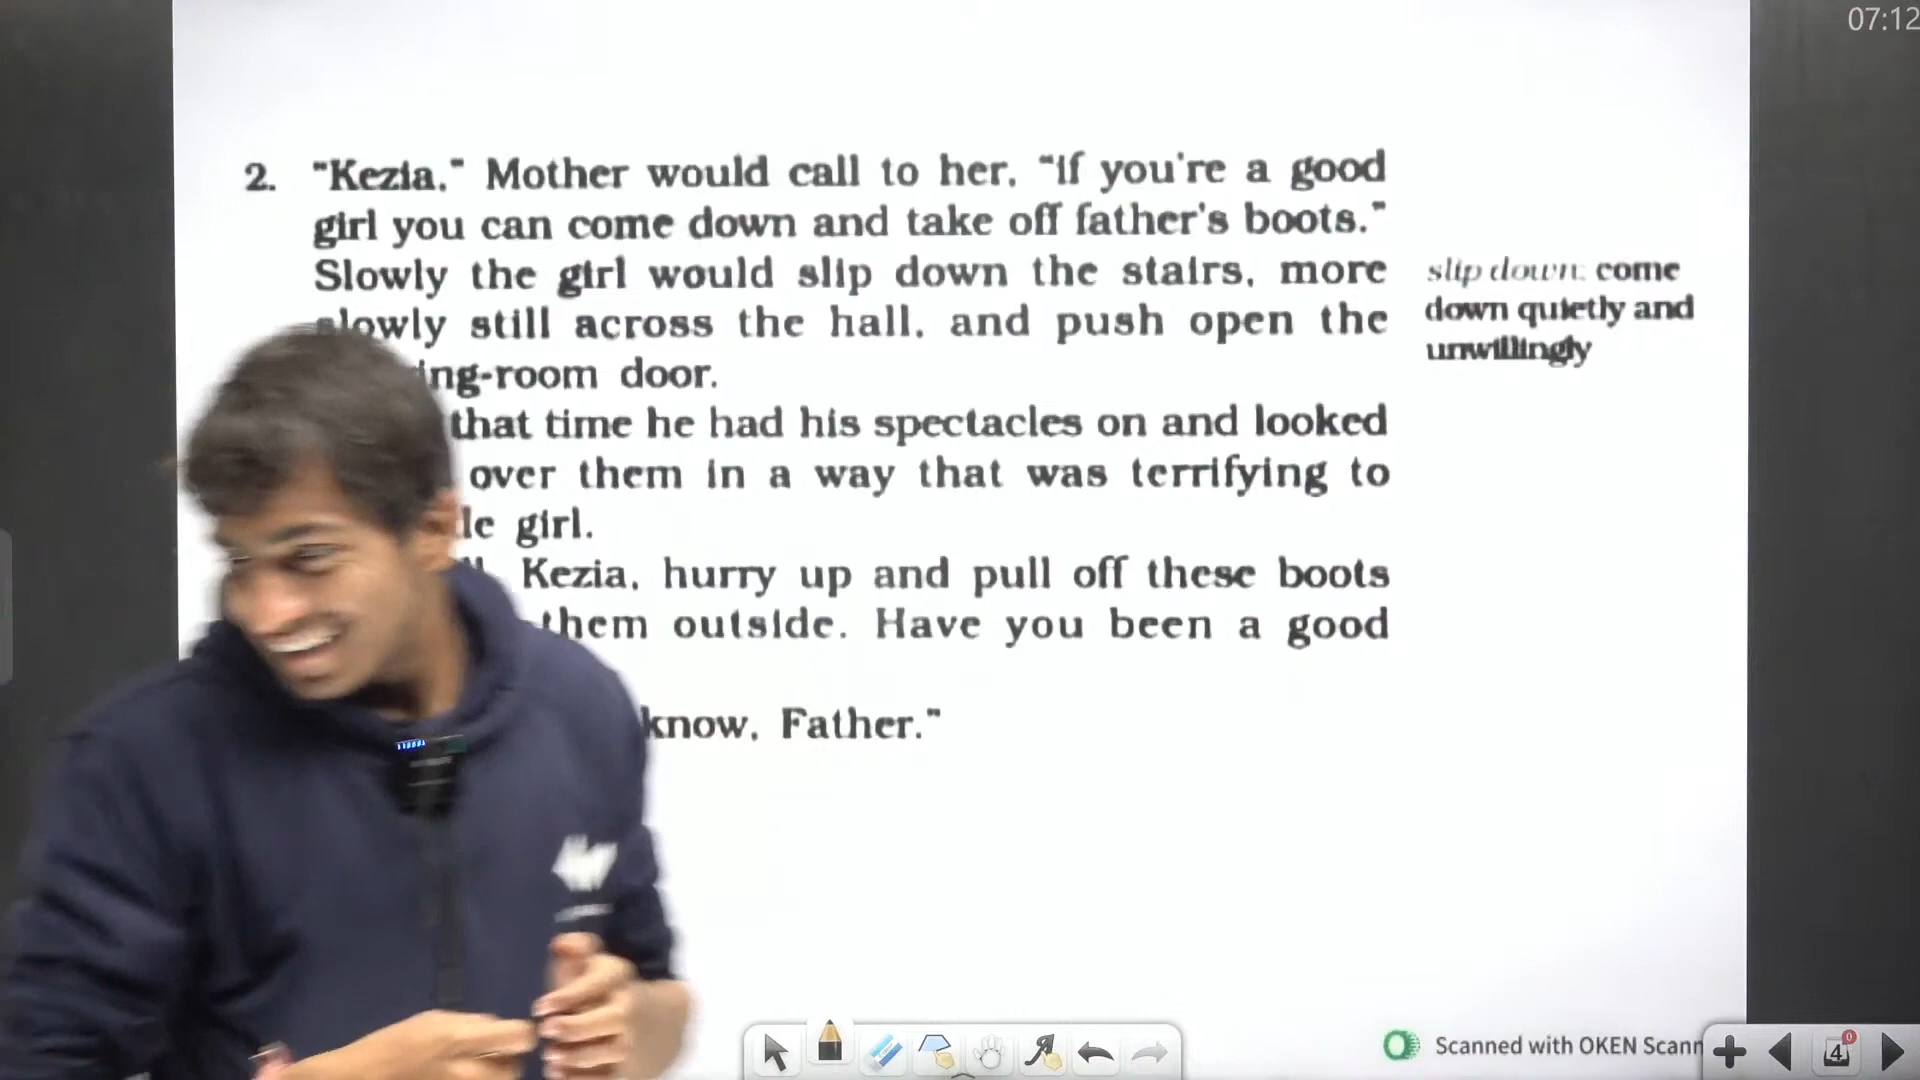 07:12
2. "Kezia," Mother would call to her, "if you're a good
girl you can come down and take off father's boots."
Slowly the girl would slip down the stairs, more
slowly still across the hall, and push open the
ing-room door.
that time he had his spectacles on and looked
over them in a way that was terrifying to
le girl.
Kezia, hurry up and pull off these boots
them outside. Have you been a good
know, Father."
slip down: come
down quietly and
unwillingly
Scanned with OKEN Scann
4
0